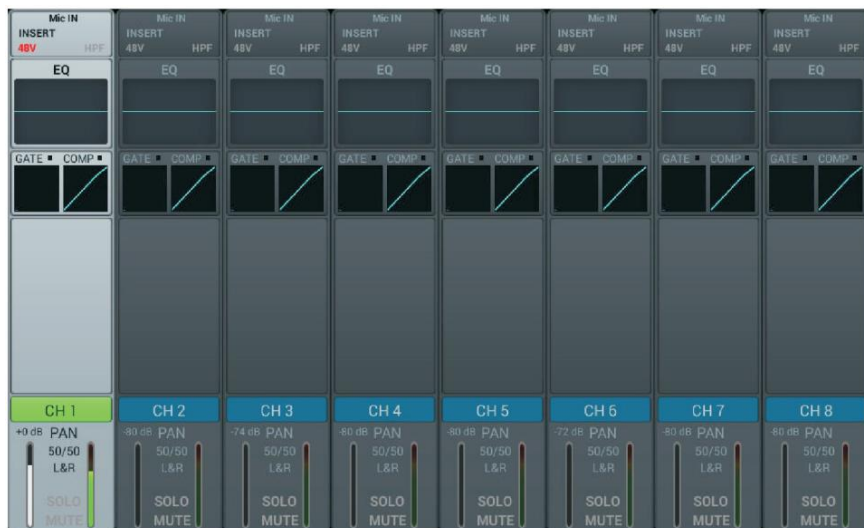 Mic IN Mic IN Mic IN Mic IN Mic IN Mic IN Mic IN Mic IN
INSERT INSERT INSERT INSERT INSERT INSERT INSERT INSERT
48V HPF 48V HPF 48V HPF 48V HPF 48V HPF 48V HPF 48V HPF 48V HPF
EQ EQ EQ EQ EQ EQ EQ EQ
GATE COMP GATE COMP GATE COMP GATE COMP GATE COMP GATE COMP GATE COMP GATE COMP
CH 1 CH 2 CH 3 CH 4 CH 5 CH 6 CH 7 CH 8
+0 dB PAN -80 dB PAN -74 dB PAN -80 dB PAN -80 dB PAN -72 dB PAN -80 dB PAN -80 dB PAN
50/50 50/50 50/50 50/50 50/50 50/50 50/50 50/50
L&R L&R L&R L&R L&R L&R L&R L&R
SOLO SOLO SOLO SOLO SOLO SOLO SOLO SOLO
MUTE MUTE MUTE MUTE MUTE MUTE MUTE MUTE